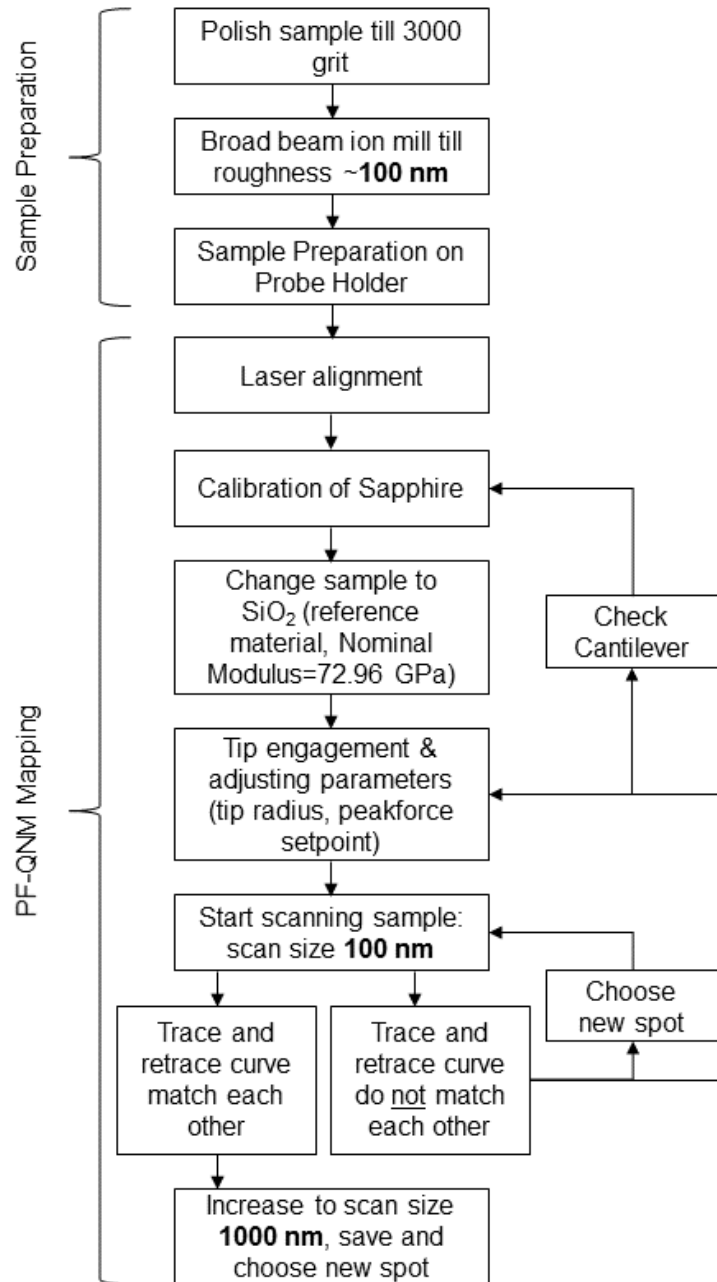 Sample Preparation
Polish sample till 3000
grit
Broad beam ion mill till
roughness ~100 nm
Sample Preparation on
Probe Holder
PF-QNM Mapping
Laser alignment
Calibration of Sapphire
Change sample to
SiO₂ (reference
material, Nominal
Modulus=72.96 GPa)
Check
Cantilever
Tip engagement &
adjusting parameters
(tip radius, peakforce
setpoint)
Start scanning sample:
scan size 100 nm
Choose
new spot
Trace and
retrace curve
match each
other
Trace and
retrace curve
do not match
each other
Increase to scan size
1000 nm, save and
choose new spot